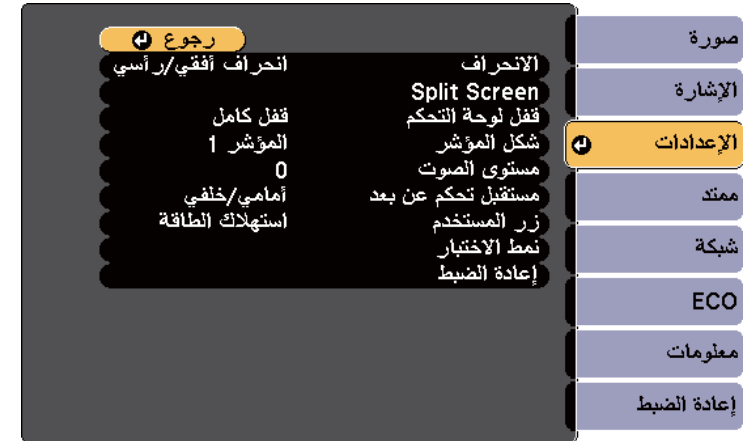 رجوع
الانحراف انحراف أفقي/رأسي
Split Screen
قفل لوحة التحكم قفل كامل
شكل المؤشر المؤشر 1
مستوى الصوت 0
مستقبل تحكم عن بعد أمامي/خلفي
زر المستخدم استهلاك الطاقة
نمط الاختبار
إعادة الضبط
صورة
الإشارة
الإعدادات
ممتد
شبكة
ECO
معلومات
إعادة الضبط